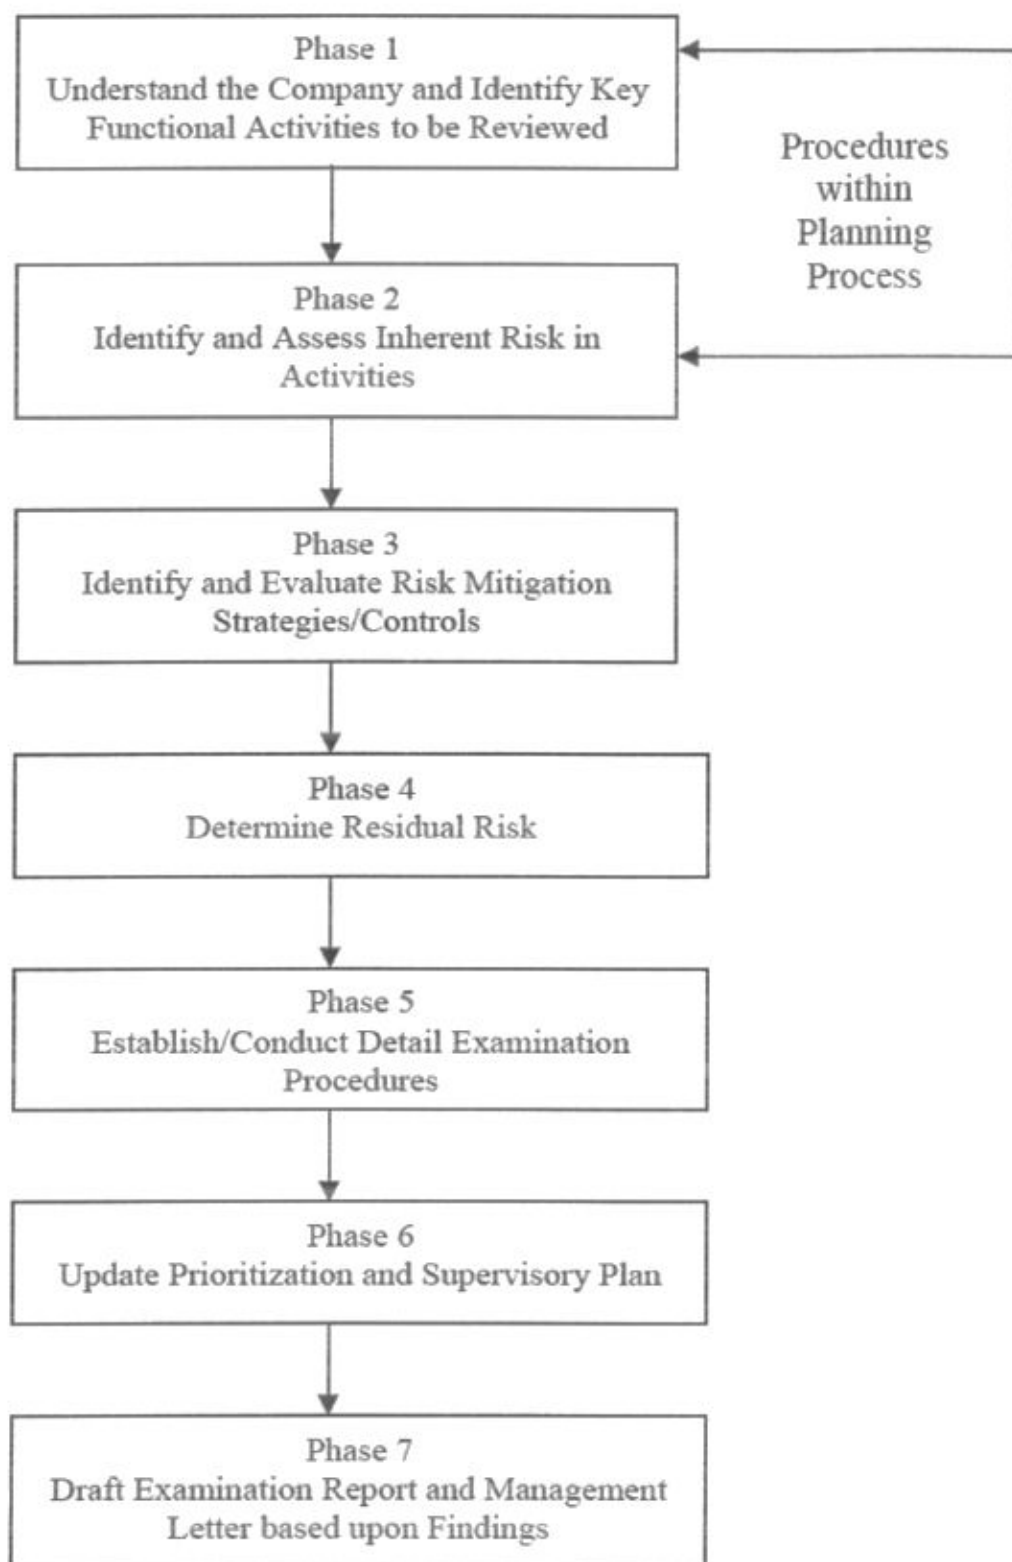 Phase 1
Understand the Company and Identify Key
Functional Activities to be Reviewed
Procedures
within
Planning
Process
Phase 2
Identify and Assess Inherent Risk in
Activities
Phase 3
Identify and Evaluate Risk Mitigation
Strategies/Controls
Phase 4
Determine Residual Risk
Phase 5
Establish/Conduct Detail Examination
Procedures
Phase 6
Update Prioritization and Supervisory Plan
Phase 7
Draft Examination Report and Management
Letter based upon Findings